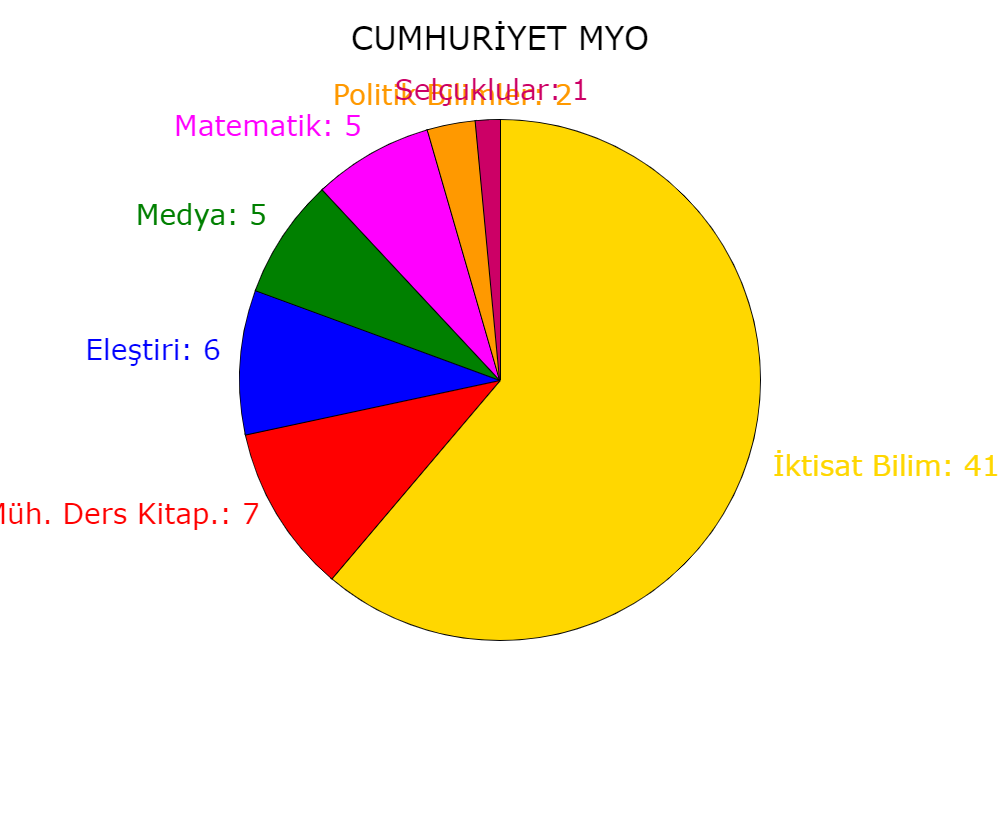 CUMHURİYET MYO
Selçuklular: 1
Politik Bilimler: 2
Matematik: 5
Medya: 5
Eleştiri: 6
İktisat Bilim: 41
Müh. Ders Kitap.: 7